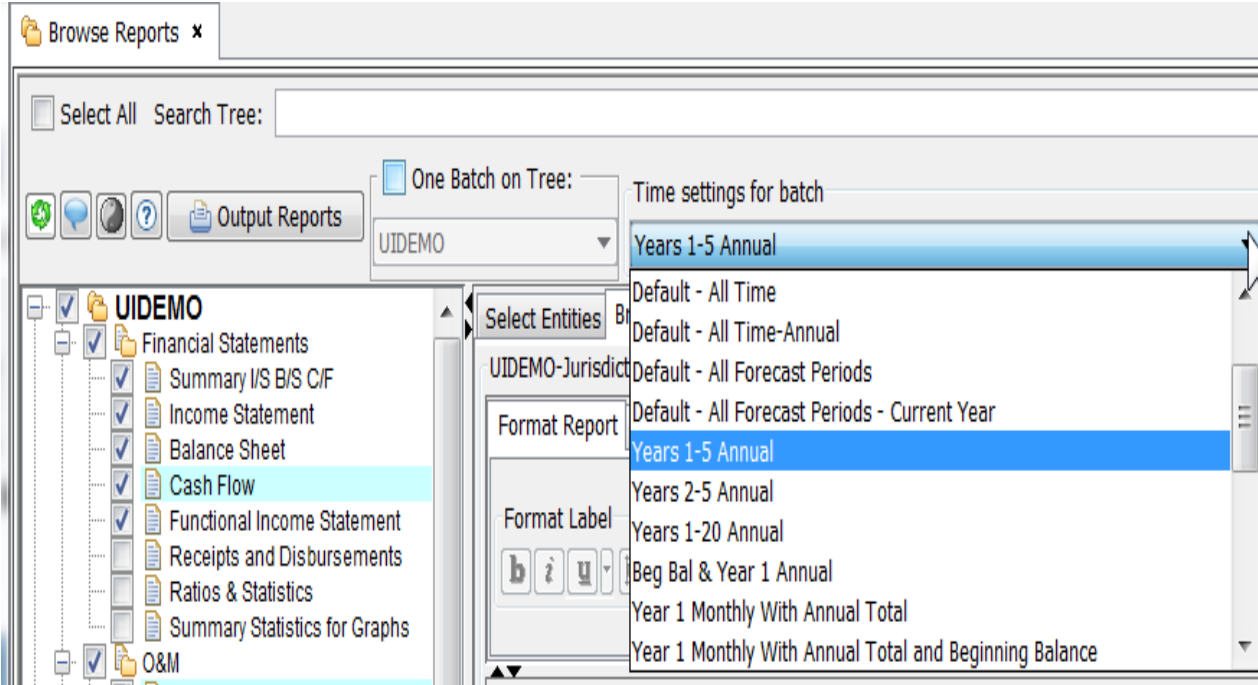 Browse Reports x
Select All Search Tree:
One Batch on Tree:
Time settings for batch
? Output Reports
UIDEMO
Years 1-5 Annual
UIDEMO
Financial Statements
Summary I/S B/S C/F
Income Statement
Balance Sheet
Cash Flow
Functional Income Statement
Receipts and Disbursements
Ratios & Statistics
Summary Statistics for Graphs
O&M
Select Entities Br
UIDEMO-Jurisdict
Format Report
Format Label
b i u
Default - All Time
Default - All Time-Annual
Default - All Forecast Periods
Default - All Forecast Periods - Current Year
Years 1-5 Annual
Years 2-5 Annual
Years 1-20 Annual
Beg Bal & Year 1 Annual
Year 1 Monthly With Annual Total
Year 1 Monthly With Annual Total and Beginning Balance